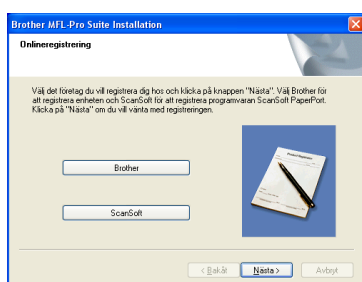 Brother MFL-Pro Suite Installation
Onlineregistrering
Välj det företag du vill registrera dig hos och klicka på knappen "Nästa". Välj Brother för
att registrera enheten och ScanSoft för att registrera programvaran ScanSoft PaperPort.
Klicka på "Nästa" om du vill vänta med registreringen.
Brother
ScanSoft
< Bakåt
Nästa >
Avbryt